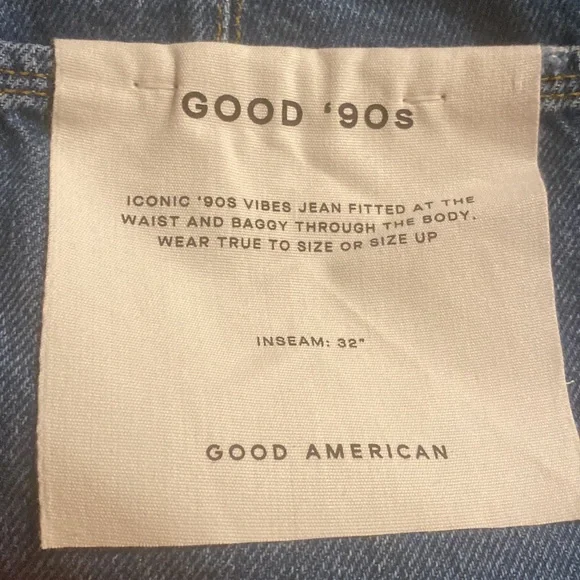 GOOD ‘90s
ICONIC ‘90S VIBES JEAN FITTED AT THE
WAIST AND BAGGY THROUGH THE BODY.
WEAR TRUE TO SIZE OR SIZE UP
INSEAM: 32"
GOOD AMERICAN